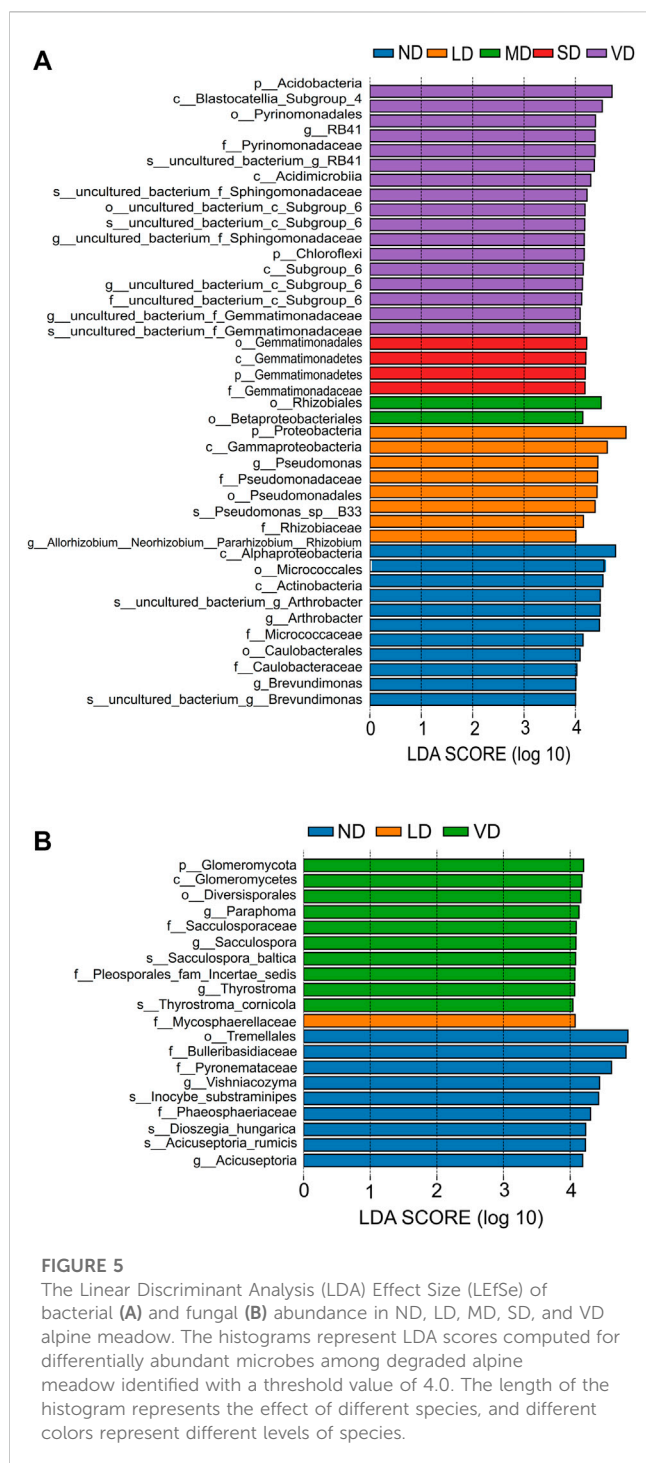 A
ND LD MD SD VD
p__Acidobacteria
c__Blastocatellia_Subgroup_4
o__Pyrinomonadales
g__RB41
f__Pyrinomonadaceae
s__uncultured_bacterium_g_RB41
c__Acidimicrobiia
s__uncultured_bacterium_f_Sphingomonadaceae
o__uncultured_bacterium_c_Subgroup_6
s__uncultured_bacterium_c_Subgroup_6
g__uncultured_bacterium_f_Sphingomonadaceae
p__Chloroflexi
c__Subgroup_6
g__uncultured_bacterium_c_Subgroup_6
f__uncultured_bacterium_c_Subgroup_6
g__uncultured_bacterium_f_Gemmatimonadaceae
s__uncultured_bacterium_f_Gemmatimonadaceae
o__Gemmatimonadales
c__Gemmatimonadetes
p__Gemmatimonadetes
f__Gemmatimonadaceae
o__Rhizobiales
o__Betaproteobacteriales
p__Proteobacteria
c__Gammaproteobacteria
g__Pseudomonas
f__Pseudomonadaceae
o__Pseudomonadales
s__Pseudomonas_sp__B33
f__Rhizobiaceae
g__Allorhizobium__Neorhizobium__Pararhizobium__Rhizobium
c__Alphaproteobacteria
o__Micrococcales
c__Actinobacteria
s__uncultured_bacterium_g_Arthrobacter
g__Arthrobacter
f__Micrococcaceae
o__Caulobacterales
f__Caulobacteraceae
g_Brevundimonas
s__uncultured_bacterium_g__Brevundimonas
0 1 2 3 4
LDA SCORE (log 10)
B
ND LD VD
p__Glomeromycota
c__Glomeromycetes
o__Diversisporales
g__Paraphoma
f__Sacculosporaceae
g__Sacculospora
s__Sacculospora_baltica
f__Pleosporales_fam_Incertae_sedis
g__Thyrostroma
s__Thyrostroma_cornicola
f__Mycosphaerellaceae
o__Tremellales
f__Bulleribasidiaceae
f__Pyronemataceae
g__Vishniacozyma
s__Inocybe_substraminipes
f__Phaeosphaeriaceae
s__Dioszegia_hungarica
s__Acicuseptoria_rumicis
g__Acicuseptoria
0 1 2 3 4
LDA SCORE (log 10)
FIGURE 5
The Linear Discriminant Analysis (LDA) Effect Size (LEfSe) of
bacterial (A) and fungal (B) abundance in ND, LD, MD, SD, and VD
alpine meadow. The histograms represent LDA scores computed for
differentially abundant microbes among degraded alpine
meadow identified with a threshold value of 4.0. The length of the
histogram represents the effect of different species, and different
colors represent different levels of species.